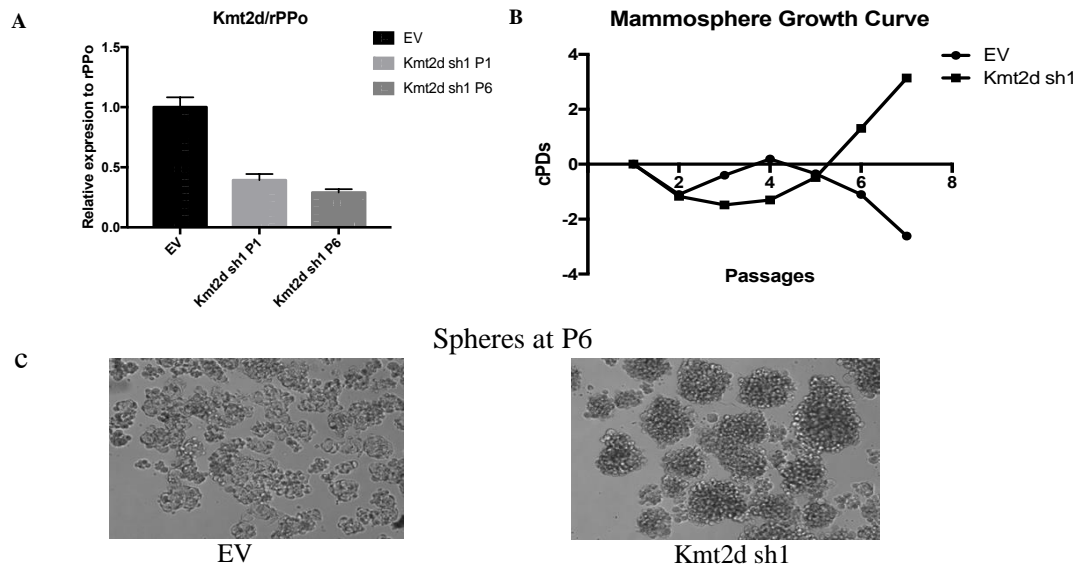 A
Kmt2d/rPPo
Relative expresion to rPPo
1.5
1.0
0.5
0.0
EV
Kmt2d sh1 P1
Kmt2d sh1 P6
EV
Kmt2d sh1 P1
Kmt2d sh1 P6
B
Mammosphere Growth Curve
EV
Kmt2d sh1
cPDs
4
2
0
-2
-4
2
4
6
8
Passages
Spheres at P6
c
EV
Kmt2d sh1